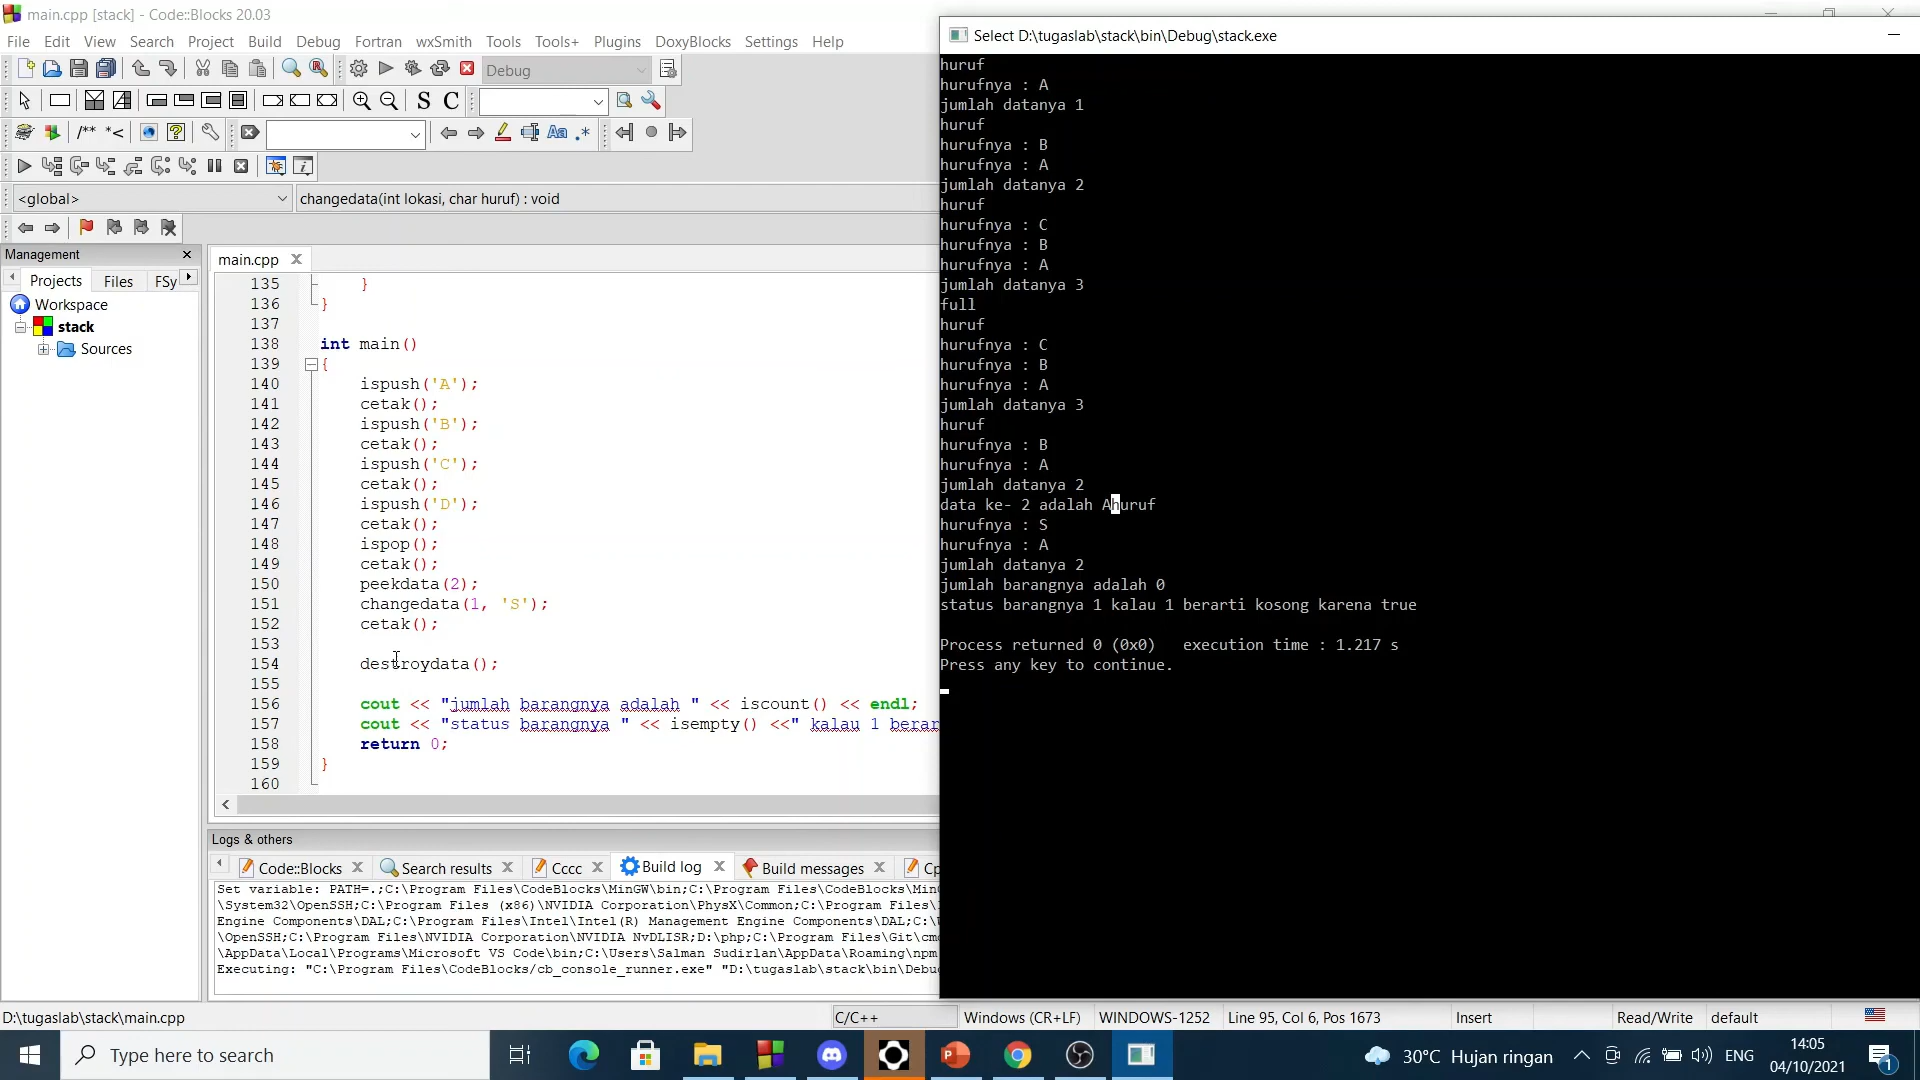 main.cpp [stack] - Code::Blocks 20.03
File Edit View Search Project Build Debug Fortran wxSmith Tools Tools+ Plugins DoxyBlocks Settings Help
Debug
S C
/** *<
Aa .*
<global>
changedata(int lokasi, char huruf) : void
Management
Projects Files FSy
Workspace
stack
Sources
main.cpp
135 }
136 }
137
138 int main()
139 {
140 ispush('A');
141 cetak();
142 ispush('B');
143 cetak();
144 ispush('C');
145 cetak();
146 ispush('D');
147 cetak();
148 ispop();
149 cetak();
150 peekdata(2);
151 changedata(1, 'S');
152 cetak();
153
154 destroydata();
155
156 cout << "jumlah barangnya adalah " << iscount() << endl;
157 cout << "status barangnya " << isempty() <<" kalau 1 berar
158 return 0;
159 }
160
Logs & others
Code::Blocks Search results Cccc Build log Build messages
Set variable: PATH=.;C:\Program Files\CodeBlocks\MinGW\bin;C:\Program Files\CodeBlocks\Min
\System32\OpenSSH;C:\Program Files (x86)\NVIDIA Corporation\PhysX\Common;C:\Program Files\
Engine Components\DAL;C:\Program Files\Intel\Intel(R) Management Engine Components\DAL;C:\
\OpenSSH;C:\Program Files\NVIDIA Corporation\NVIDIA NvDLISR;D:\php;C:\Program Files\Git\cm
\AppData\Local\Programs\Microsoft VS Code\bin;C:\Users\Salman Sudirlan\AppData\Roaming\npm
Executing: "C:\Program Files\CodeBlocks/cb_console_runner.exe" "D:\tugaslab\stack\bin\Debu
D:\tugaslab\stack\main.cpp
C/C++
Windows (CR+LF)
WINDOWS-1252
Line 95, Col 6, Pos 1673
Insert
Read/Write
default
Select D:\tugaslab\stack\bin\Debug\stack.exe
huruf
hurufnya : A
jumlah datanya 1
huruf
hurufnya : B
hurufnya : A
jumlah datanya 2
huruf
hurufnya : C
hurufnya : B
hurufnya : A
jumlah datanya 3
full
huruf
hurufnya : C
hurufnya : B
hurufnya : A
jumlah datanya 3
huruf
hurufnya : B
hurufnya : A
jumlah datanya 2
data ke- 2 adalah Ahuruf
hurufnya : S
hurufnya : A
jumlah datanya 2
jumlah barangnya adalah 0
status barangnya 1 kalau 1 berarti kosong karena true
Process returned 0 (0x0) execution time : 1.217 s
Press any key to continue.
Type here to search
30°C Hujan ringan
ENG
14:05
04/10/2021
1